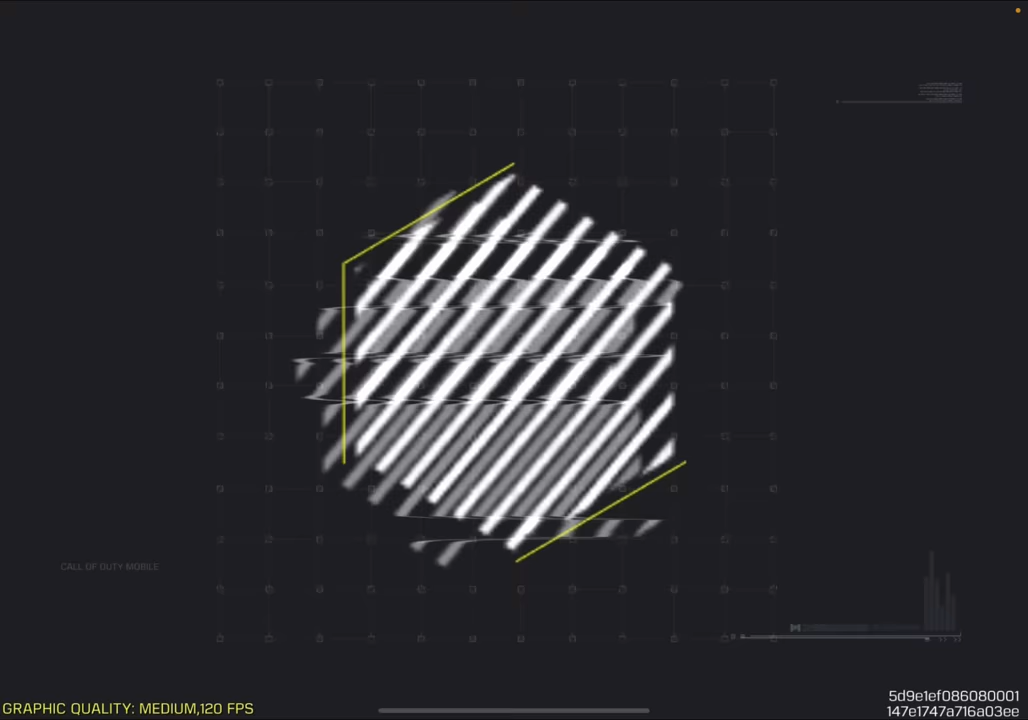 CALL OF DUTY MOBILE
GRAPHIC QUALITY: MEDIUM,120 FPS
5d9e1ef086080001
147e1747a716a03ee